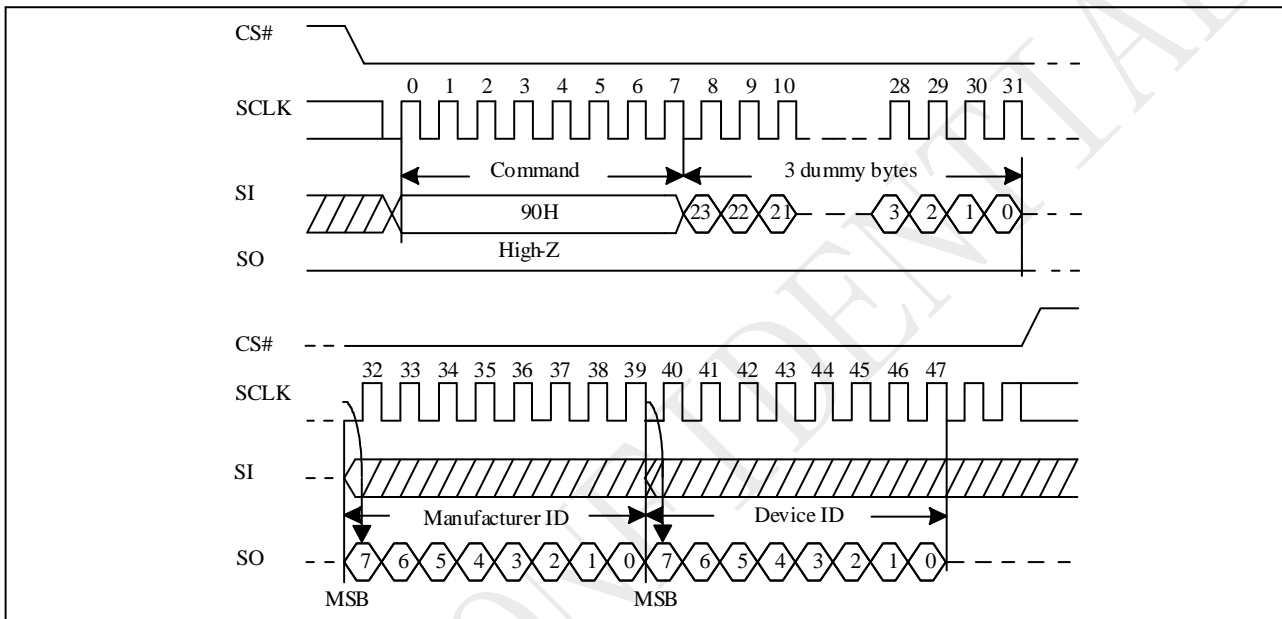 CS#
0 1 2 3 4 5 6 7 8 9 10 28 29 30 31
SCLK
Command 3 dummy bytes
SI
90H 23 22 21 3 2 1 0
High-Z
SO
CS#
32 33 34 35 36 37 38 39 40 41 42 43 44 45 46 47
SCLK
SI
Manufacturer ID Device ID
SO 7 6 5 4 3 2 1 0 7 6 5 4 3 2 1 0
MSB MSB
CONFIDENTIAL